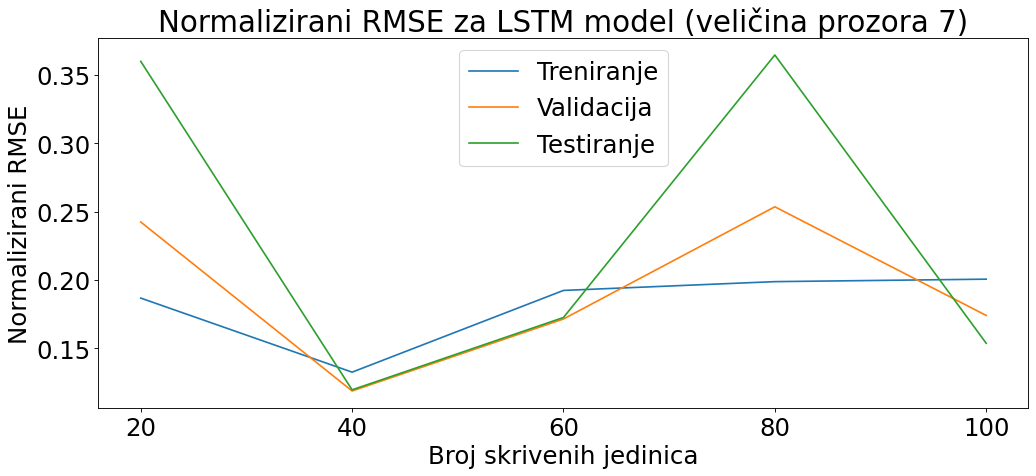 Normalizirani RMSE za LSTM model (veličina prozora 7)
Normalizirani RMSE
0.35
0.30
0.25
0.20
0.15
Treniranje
Validacija
Testiranje
20 40 60 80 100
Broj skrivenih jedinica